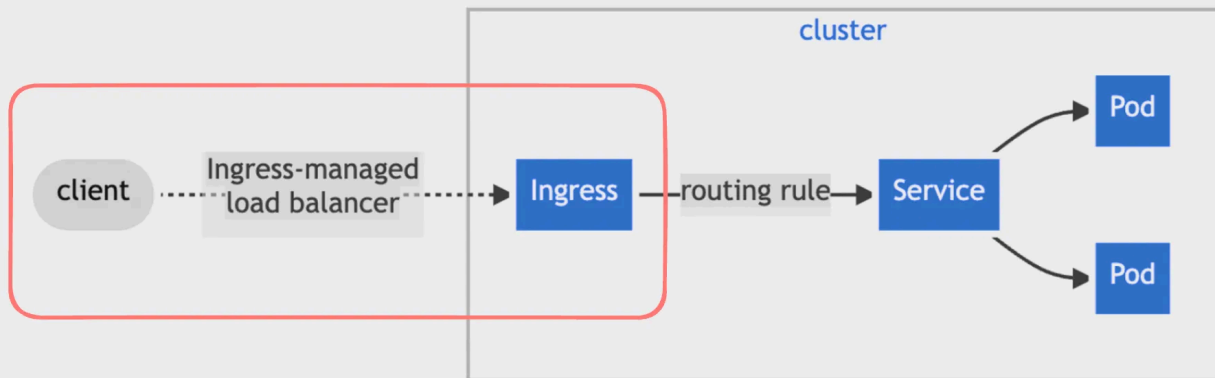 cluster
client
Ingress-managed
load balancer
Ingress
routing rule
Service
Pod
Pod